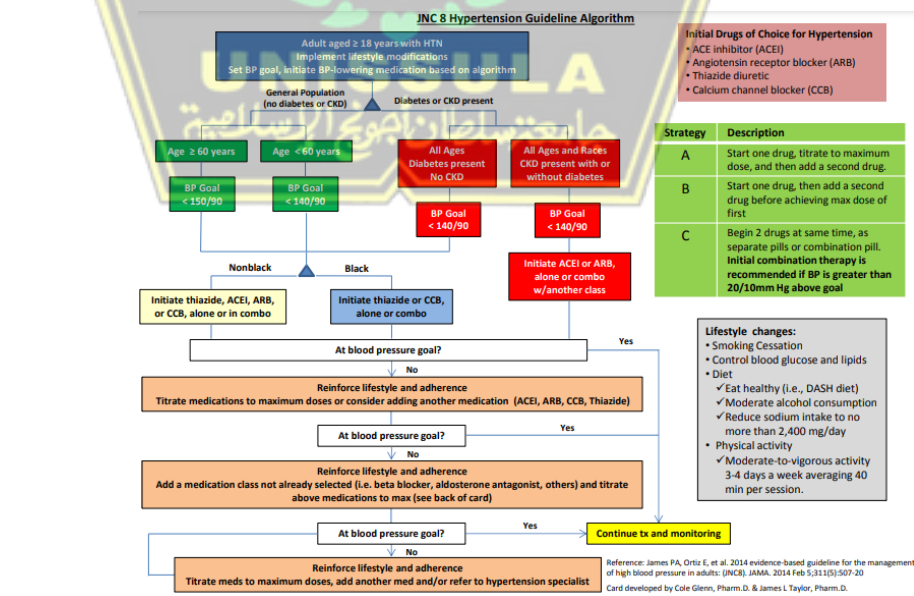 JNC 8 Hypertension Guideline Algorithm
Adult aged ≥ 18 years with HTN
Implement lifestyle modifications
Set BP goal, initiate BP-lowering medication based on algorithm
General Population
(no diabetes or CKD)
Diabetes or CKD present
UNISSULA
جامعة سلطان أجونج الإسلامية
Age ≥ 60 years
Age < 60 years
All Ages
Diabetes present
No CKD
All Ages and Races
CKD present with or
without diabetes
BP Goal
< 150/90
BP Goal
< 140/90
BP Goal
< 140/90
BP Goal
< 140/90
Nonblack
Black
Initiate thiazide, ACEI, ARB,
or CCB, alone or in combo
Initiate thiazide or CCB,
alone or combo
Initiate ACEI or ARB,
alone or combo
w/another class
At blood pressure goal?
Yes
No
Reinforce lifestyle and adherence
Titrate medications to maximum doses or consider adding another medication (ACEI, ARB, CCB, Thiazide)
At blood pressure goal?
Yes
No
Reinforce lifestyle and adherence
Add a medication class not already selected (i.e. beta blocker, aldosterone antagonist, others) and titrate
above medications to max (see back of card)
At blood pressure goal?
Yes
Continue tx and monitoring
No
Reinforce lifestyle and adherence
Titrate meds to maximum doses, add another med and/or refer to hypertension specialist
Initial Drugs of Choice for Hypertension
• ACE inhibitor (ACEI)
• Angiotensin receptor blocker (ARB)
• Thiazide diuretic
• Calcium channel blocker (CCB)
Strategy Description
A Start one drug, titrate to maximum
dose, and then add a second drug.
B Start one drug, then add a second
drug before achieving max dose of
first
C Begin 2 drugs at same time, as
separate pills or combination pill.
Initial combination therapy is
recommended if BP is greater than
20/10mm Hg above goal
Lifestyle changes:
• Smoking Cessation
• Control blood glucose and lipids
• Diet
✓Eat healthy (i.e., DASH diet)
✓Moderate alcohol consumption
✓Reduce sodium intake to no
more than 2,400 mg/day
• Physical activity
✓Moderate-to-vigorous activity
3-4 days a week averaging 40
min per session.
Reference: James PA, Ortiz E, et al. 2014 evidence-based guideline for the management
of high blood pressure in adults: (JNC8). JAMA. 2014 Feb 5;311(5):507-20
Card developed by Cole Glenn, Pharm.D. & James L Taylor, Pharm.D.